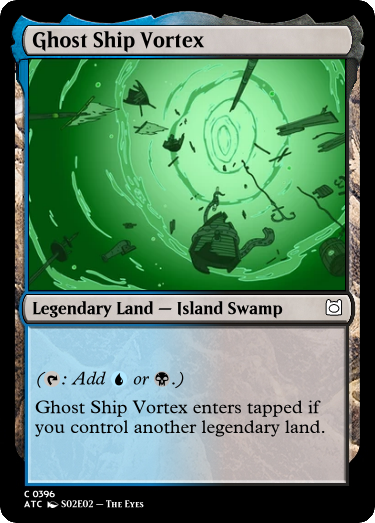 Ghost Ship Vortex
Legendary Land — Island Swamp
(: Add or .)
Ghost Ship Vortex enters tapped if
you control another legendary land.
C 0396
ATC S02E02 — The Eyes